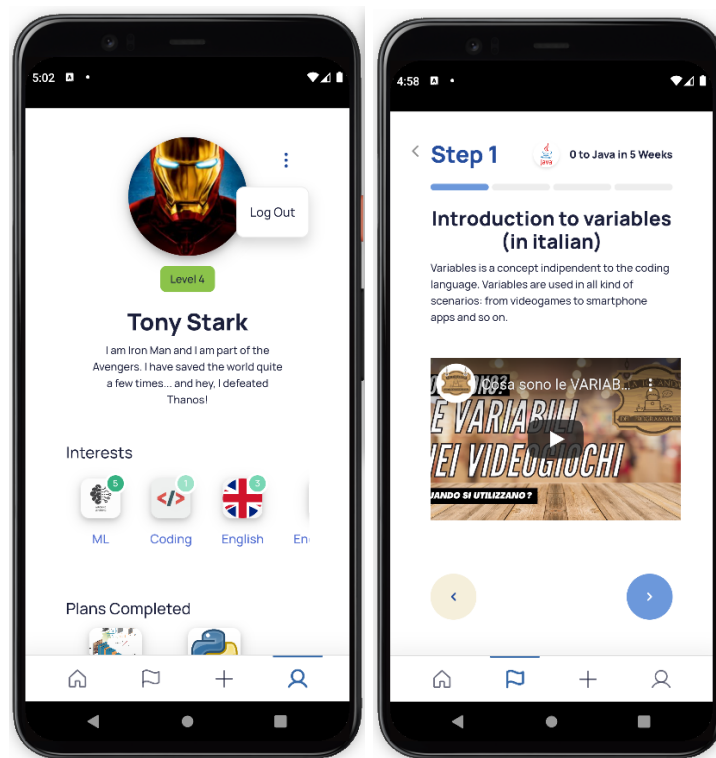 5:02
Log Out
Level 4
Tony Stark
I am Iron Man and I am part of the
Avengers. I have saved the world quite
a few times... and hey, I defeated
Thanos!
Interests
5
1
3
ML
Coding
English
En
Plans Completed
4:58
Step 1
Java
0 to Java in 5 Weeks
Introduction to variables
(in italian)
Variables is a concept indipendent to the coding
language. Variables are used in all kind of
scenarios: from videogames to smartphone
apps and so on.
Cosa sono le VARIAB...
E VARIABILI
NEI VIDEOGIOCHI
UANDO SI UTILIZZANO?